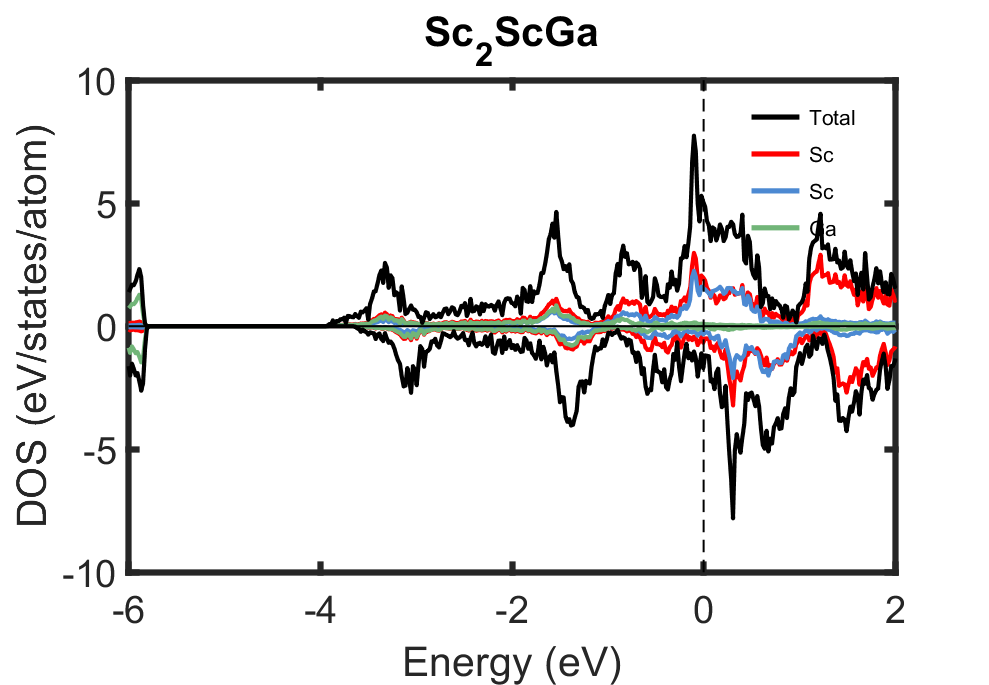 Sc₂ScGa
10
5
0
-5
-10
DOS (eV/states/atom)
Total
Sc
Sc
Ga
-6
-4
-2
0
2
Energy (eV)